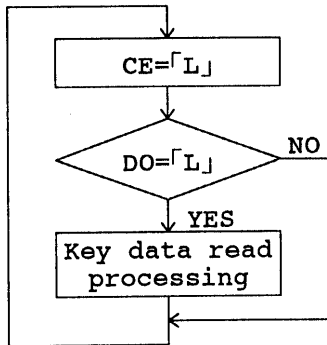 CE=「L」
DO=「L」
NO
YES
Key data read
processing